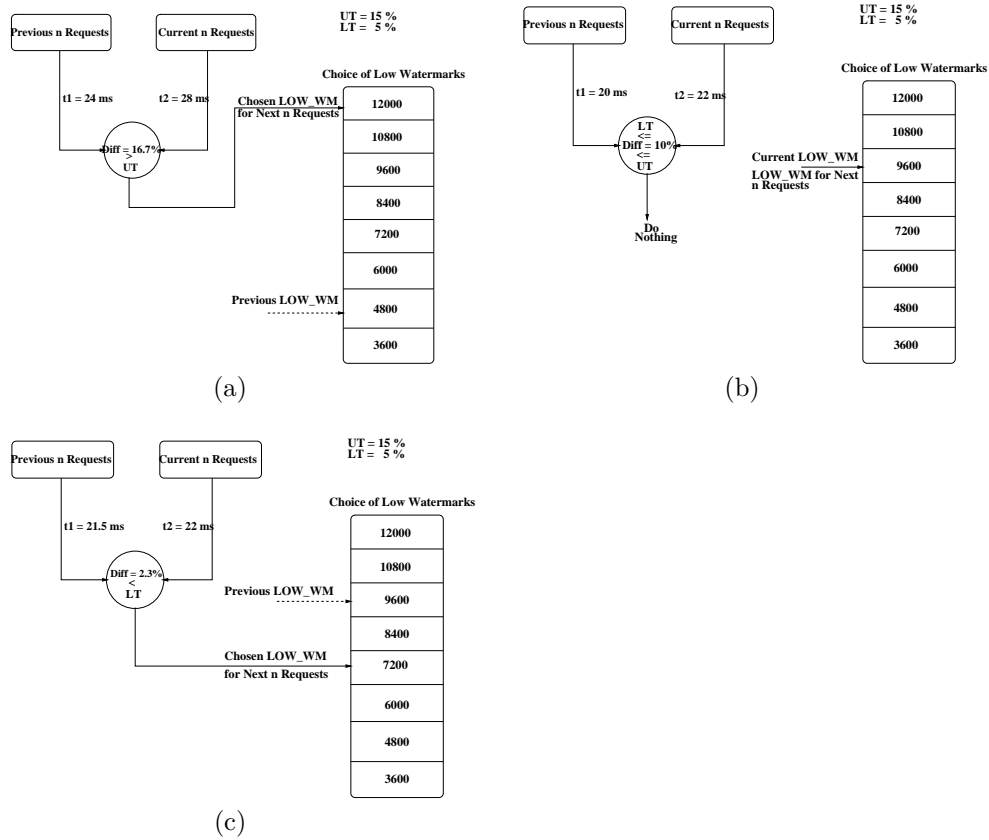 UT = 15 %
LT = 5 %
Previous n Requests
Current n Requests
Choice of Low Watermarks
t1 = 24 ms
t2 = 28 ms
Chosen LOW_WM
for Next n Requests
Diff = 16.7%
>
UT
12000
10800
9600
8400
7200
6000
Previous LOW_WM
4800
3600
(a)
UT = 15 %
LT = 5 %
Previous n Requests
Current n Requests
Choice of Low Watermarks
t1 = 20 ms
t2 = 22 ms
LT
<=
Diff = 10%
<=
UT
Do
Nothing
Current LOW_WM
LOW_WM for Next
n Requests
12000
10800
9600
8400
7200
6000
4800
3600
(b)
UT = 15 %
LT = 5 %
Previous n Requests
Current n Requests
Choice of Low Watermarks
t1 = 21.5 ms
t2 = 22 ms
Diff = 2.3%
<
LT
Previous LOW_WM
Chosen LOW_WM
for Next n Requests
12000
10800
9600
8400
7200
6000
4800
3600
(c)